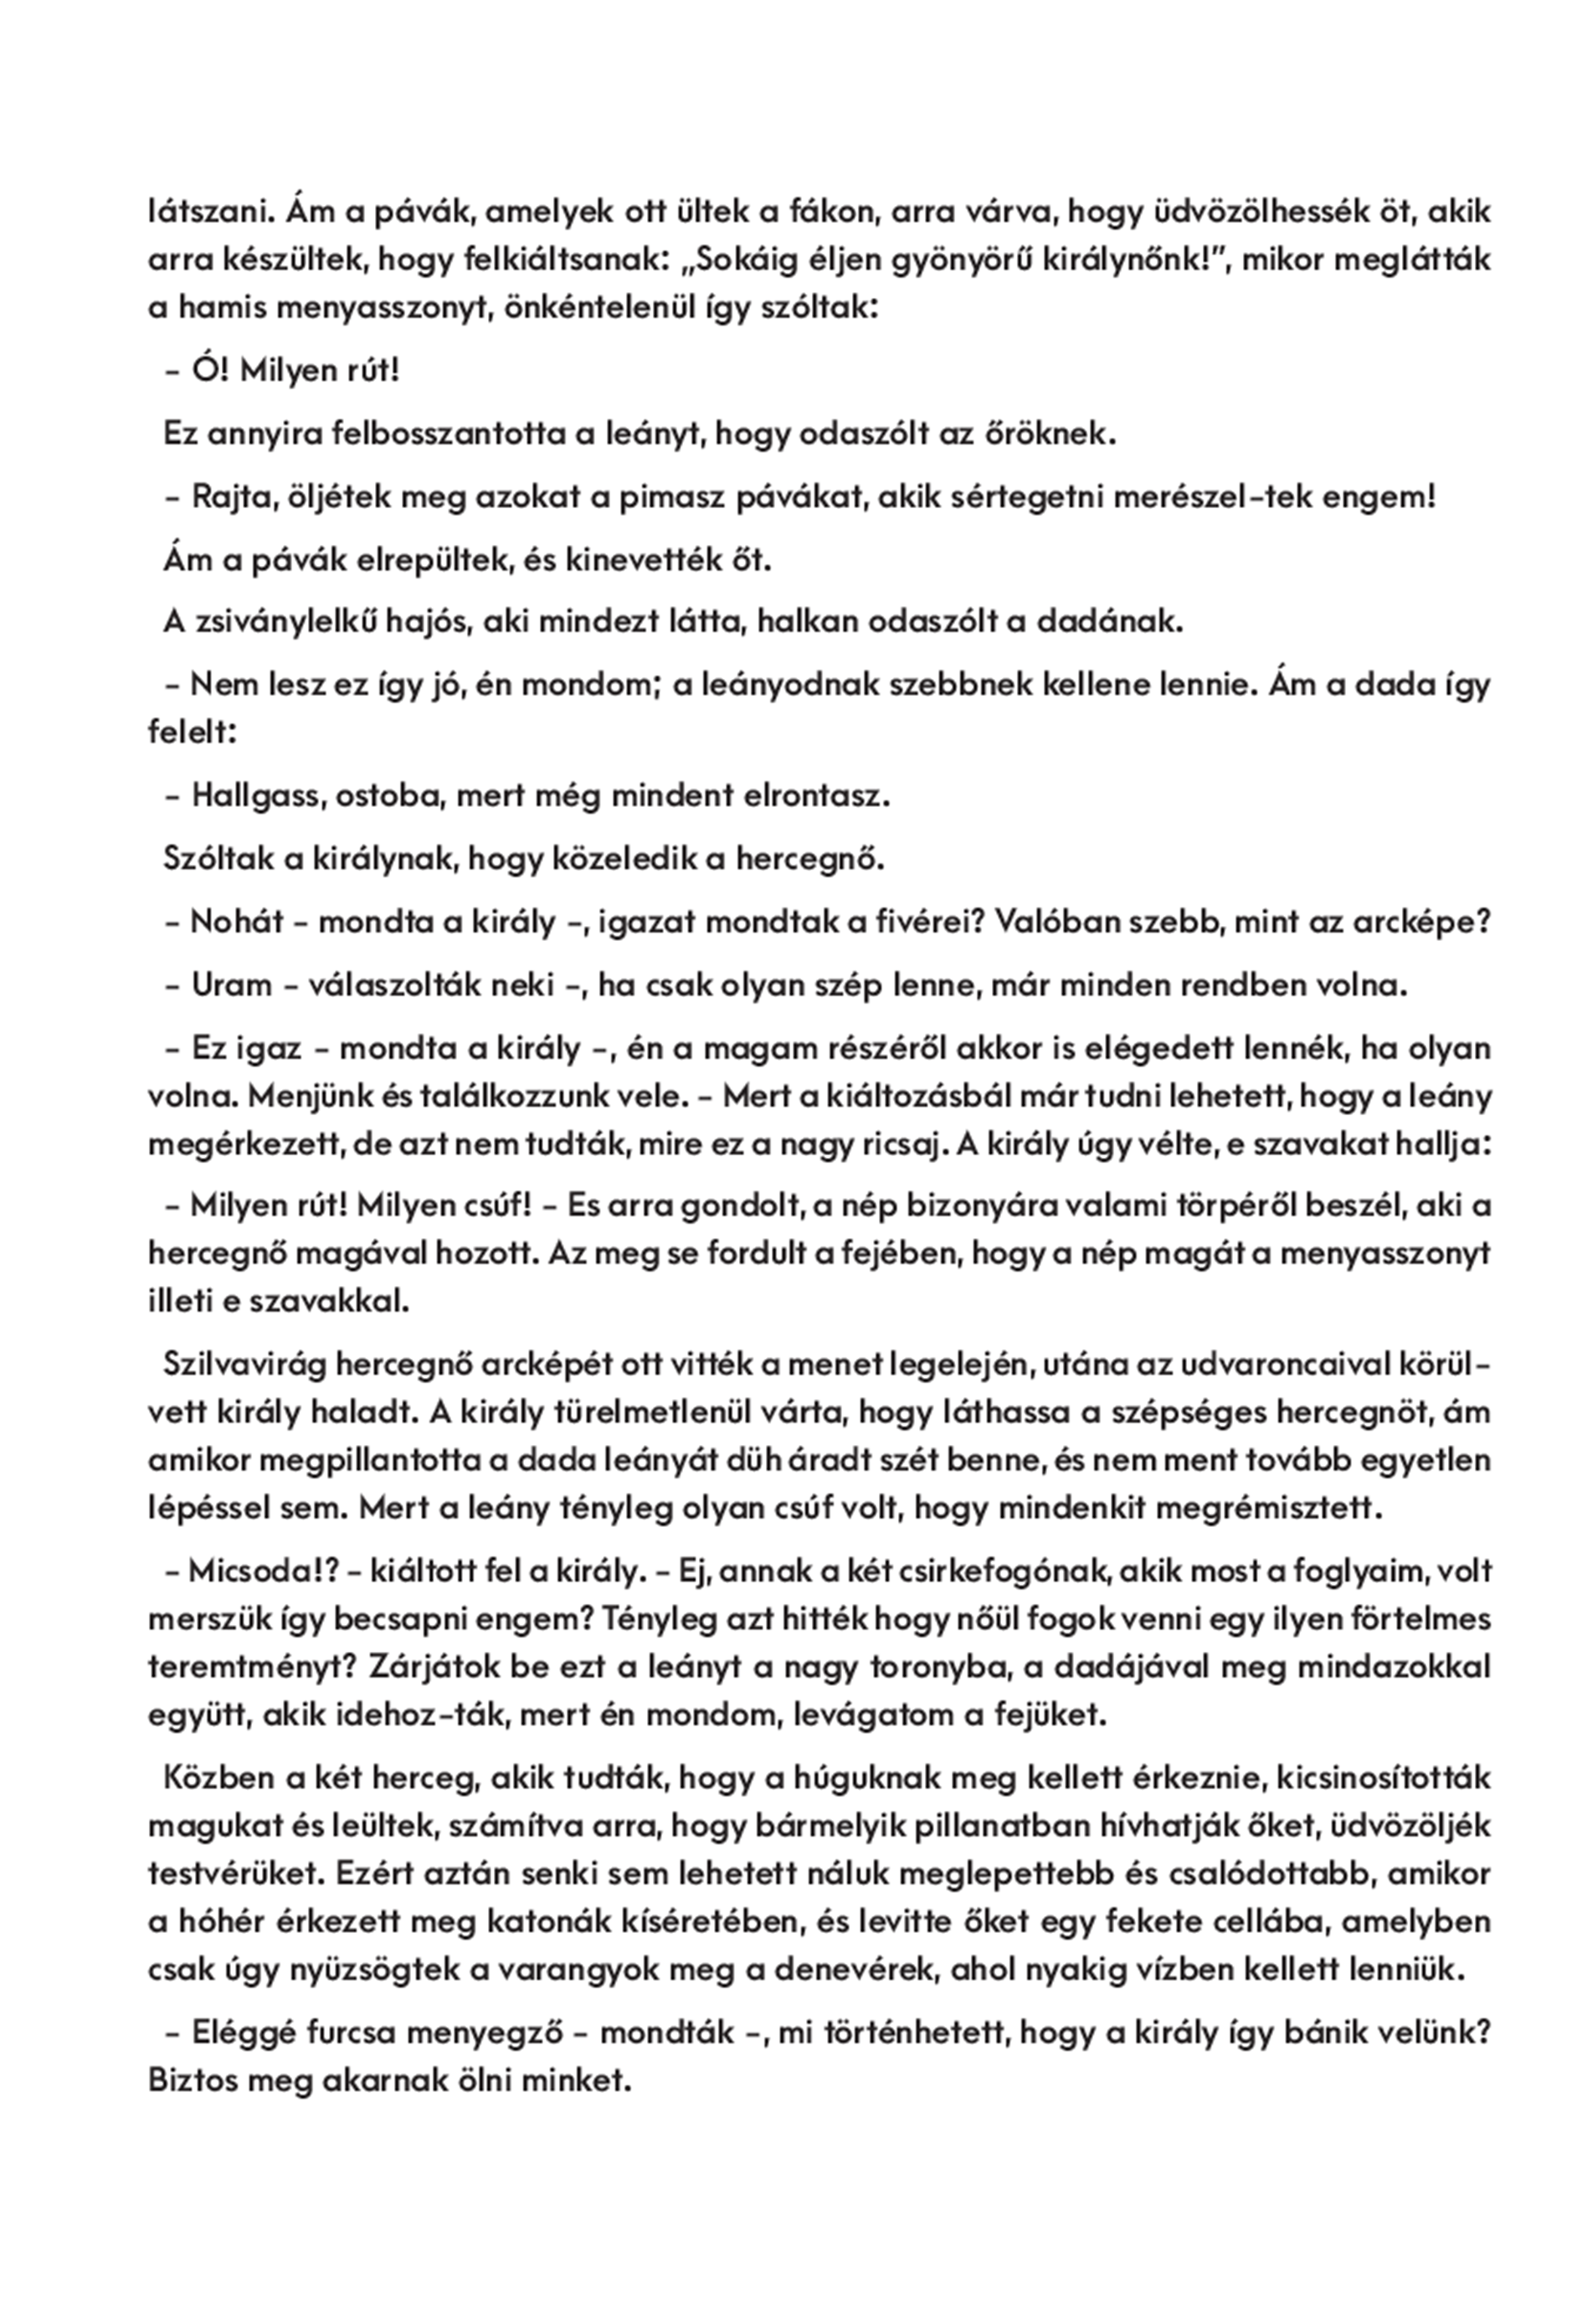 látszani. Ám a pávák, amelyek ott ültek a fákon, arra várva, hogy üdvözölhessék öt, akik
arra készültek, hogy felkiáltsanak: „Sokáig éljen gyönyörű királynőnk!”, mikor meglátták
a hamis menyasszonyt, önkéntelenül így szóltak:
– Ó! Milyen rút!
Ez annyira felbosszantotta a leányt, hogy odaszólt az őröknek.
– Rajta, öljétek meg azokat a pimasz pávákat, akik sértegetni merészel-tek engem!
Ám a pávák elrepültek, és kinevették őt.
A zsiványlelkű hajós, aki mindezt látta, halkan odaszólt a dadának.
– Nem lesz ez így jó, én mondom; a leányodnak szebbnek kellene lennie. Ám a dada így
felelt:
– Hallgass, ostoba, mert még mindent elrontasz.
Szóltak a királynak, hogy közeledik a hercegnő.
– Nohát – mondta a király –, igazat mondtak a fivérei? Valóban szebb, mint az arcképe?
– Uram – válaszolták neki –, ha csak olyan szép lenne, már minden rendben volna.
– Ez igaz – mondta a király –, én a magam részéről akkor is elégedett lennék, ha olyan
volna. Menjünk és találkozzunk vele. – Mert a kiáltozásbál már tudni lehetett, hogy a leány
megérkezett, de azt nem tudták, mire ez a nagy ricsaj. A király úgy vélte, e szavakat hallja:
– Milyen rút! Milyen csúf! – Es arra gondolt, a nép bizonyára valami törpéről beszél, aki a
hercegnő magával hozott. Az meg se fordult a fejében, hogy a nép magát a menyasszonyt
illeti e szavakkal.
Szilvavirág hercegnő arcképét ott vitték a menet legelején, utána az udvaroncaival körül-
vett király haladt. A király türelmetlenül várta, hogy láthassa a szépséges hercegnöt, ám
amikor megpillantotta a dada leányát düh áradt szét benne, és nem ment tovább egyetlen
lépéssel sem. Mert a leány tényleg olyan csúf volt, hogy mindenkit megrémisztett.
– Micsoda!? – kiáltott fel a király. – Ej, annak a két csirkefogónak, akik most a foglyaim, volt
merszük így becsapni engem? Tényleg azt hitték hogy nőül fogok venni egy ilyen förtelmes
teremtményt? Zárjátok be ezt a leányt a nagy toronyba, a dadájával meg mindazokkal
együtt, akik idehoz-ták, mert én mondom, levágatom a fejüket.
Közben a két herceg, akik tudták, hogy a húguknak meg kellett érkeznie, kicsinosították
magukat és leültek, számítva arra, hogy bármelyik pillanatban hívhatják őket, üdvözöljék
testvérüket. Ezért aztán senki sem lehetett náluk meglepettebb és csalódottabb, amikor
a hóhér érkezett meg katonák kíséretében, és levitte őket egy fekete cellába, amelyben
csak úgy nyüzsögtek a varangyok meg a denevérek, ahol nyakig vízben kellett lenniük.
– Eléggé furcsa menyegző – mondták –, mi történhetett, hogy a király így bánik velünk?
Biztos meg akarnak ölni minket.